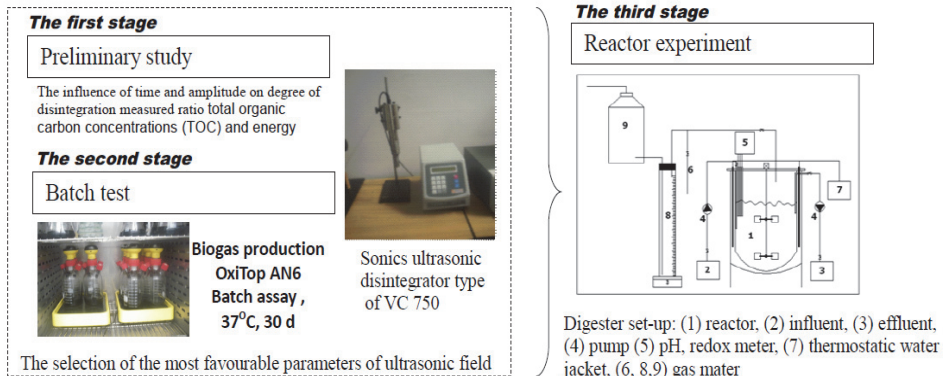 The first stage
Preliminary study
The influence of time and amplitude on degree of
disintegration measured ratio total organic
carbon concentrations (TOC) and energy
The second stage
Batch test
Biogas production
OxiTop AN6
Batch assay ,
37⁰C, 30 d
Sonics ultrasonic
disintegrator type
of VC 750
The selection of the most favourable parameters of ultrasonic field
The third stage
Reactor experiment
9
5
6
7
8
4
4
1
2
3
Digester set-up: (1) reactor, (2) influent, (3) effluent,
(4) pump (5) pH, redox meter, (7) thermostatic water
jacket, (6, 8,9) gas mater